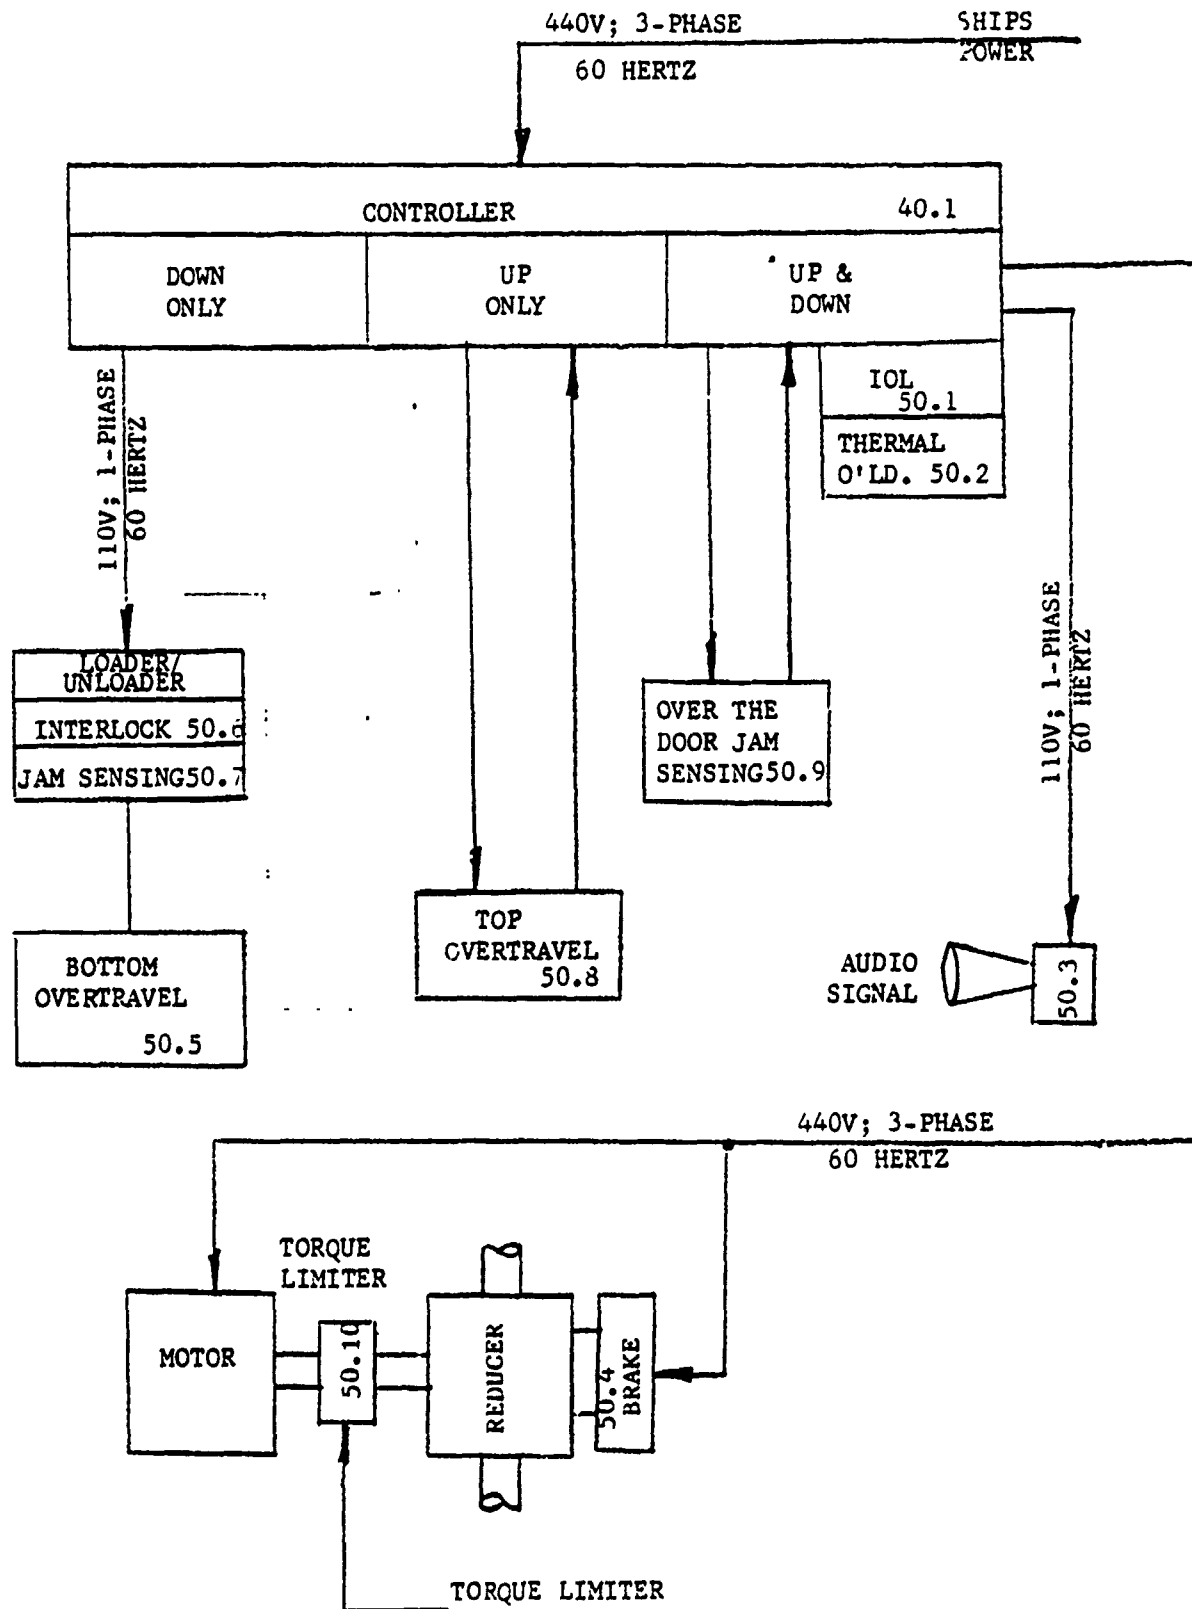 440V; 3-PHASE
60 HERTZ
SHIPS
POWER
CONTROLLER 40.1
DOWN
ONLY
UP
ONLY
UP &
DOWN
IOL
50.1
THERMAL
O'LD. 50.2
110V; 1-PHASE
60 HERTZ
LOADER/
UNLOADER
INTERLOCK 50.6
JAM SENSING50.7
BOTTOM
OVERTRAVEL
50.5
TOP
OVERTRAVEL
50.8
OVER THE
DOOR JAM
SENSING50.9
110V; 1-PHASE
60 HERTZ
AUDIO
SIGNAL
50.3
440V; 3-PHASE
60 HERTZ
TORQUE
LIMITER
MOTOR
50.10
REDUCER
50.4
BRAKE
TORQUE LIMITER